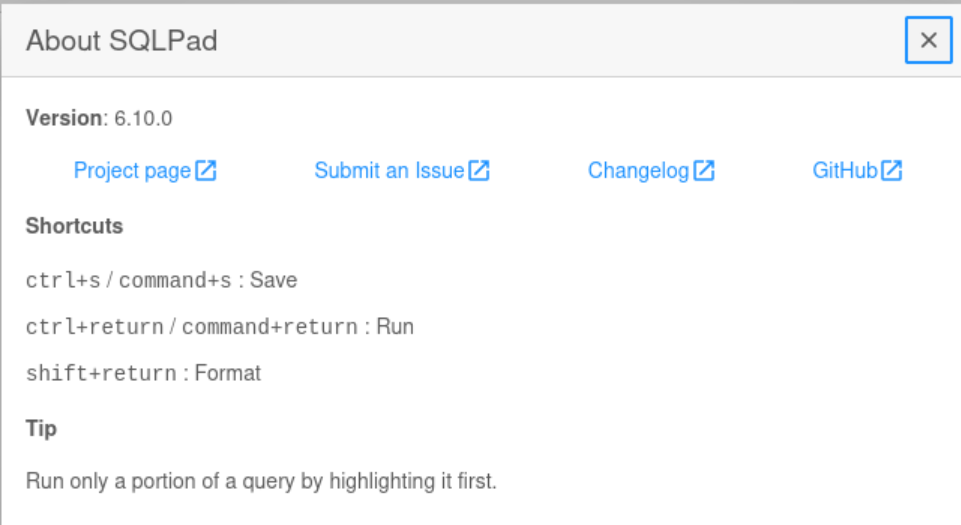 About SQLPad
Version: 6.10.0
Project page Submit an Issue Changelog GitHub
Shortcuts
ctrl+s / command+s : Save
ctrl+return / command+return : Run
shift+return : Format
Tip
Run only a portion of a query by highlighting it first.